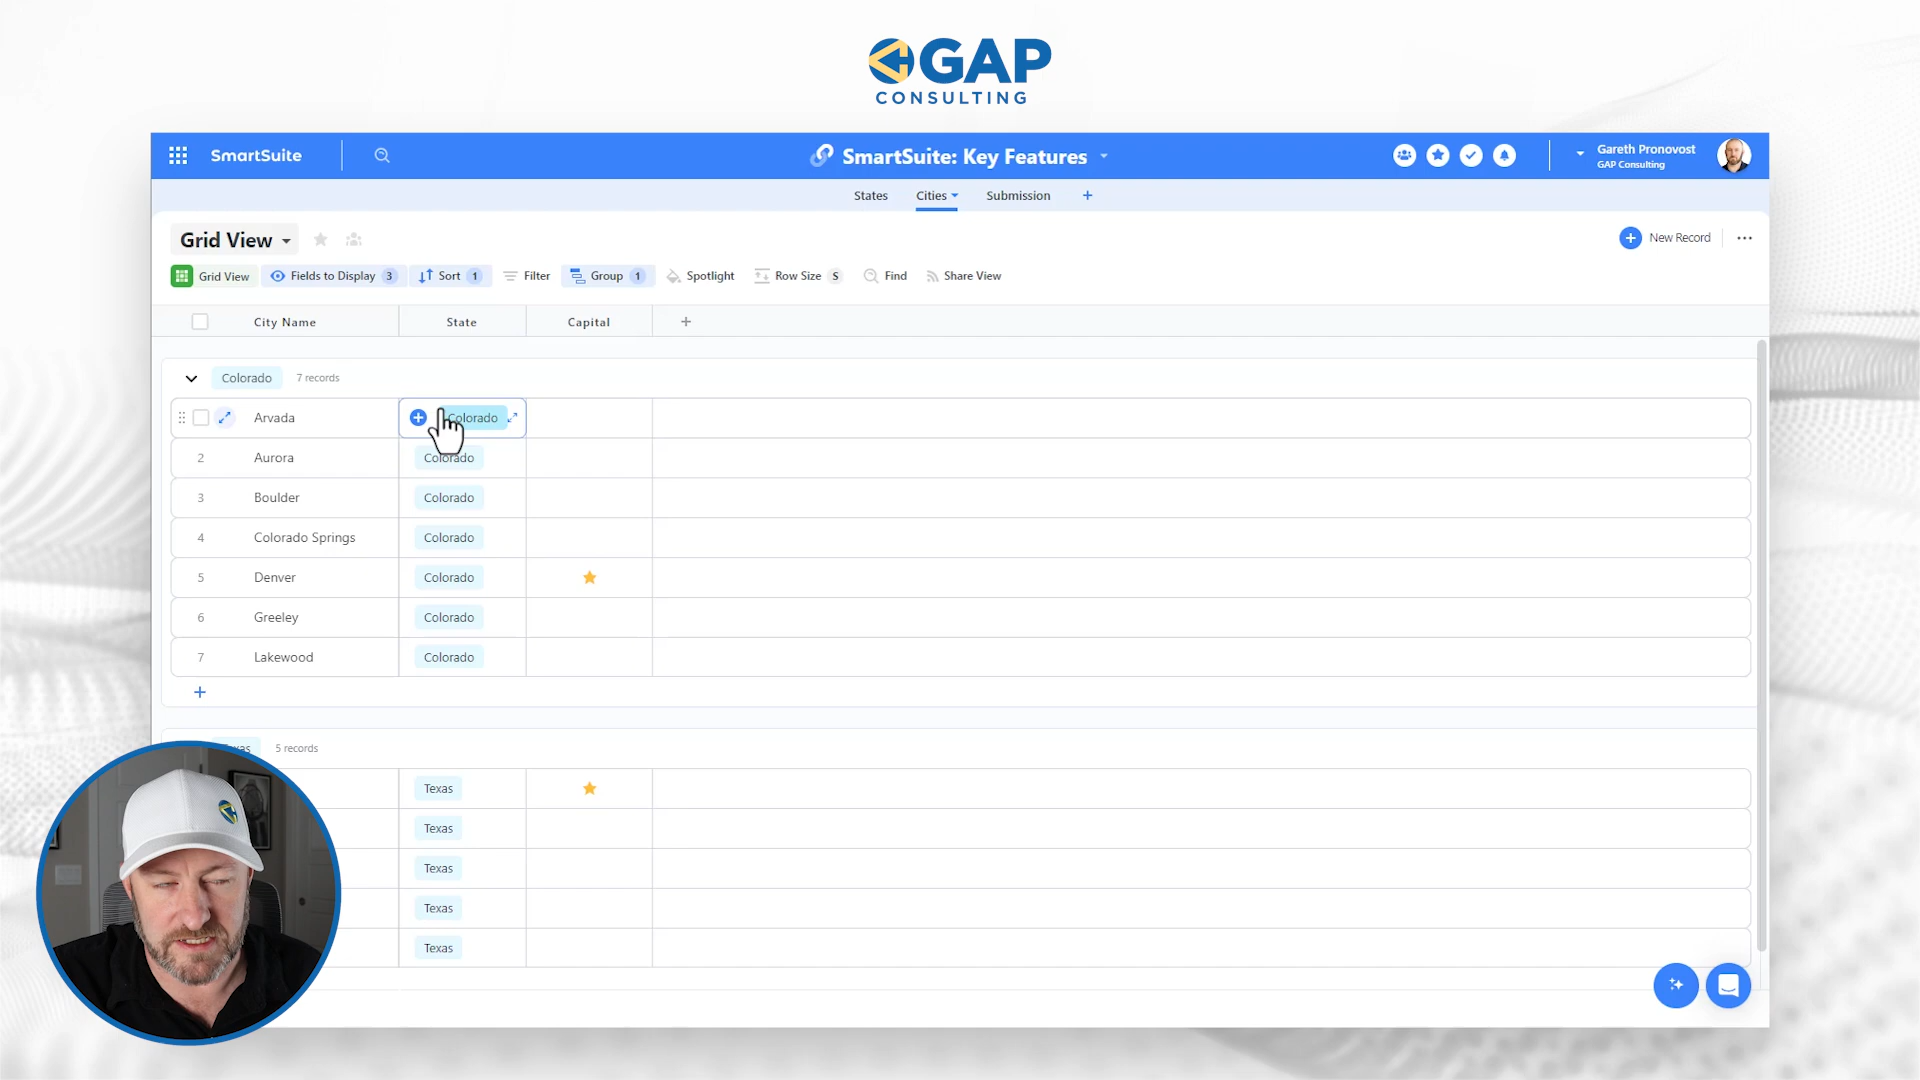 GAP
CONSULTING
SmartSuite
SmartSuite: Key Features
Gareth Pronovost
GAP Consulting
States
Cities
Submission
Grid View
New Record
Grid View
Fields to Display 3
Sort 1
Filter
Group 1
Spotlight
Row Size S
Find
Share View
City Name
State
Capital
Colorado 7 records
Arvada Colorado
2 Aurora Colorado
3 Boulder Colorado
4 Colorado Springs Colorado
5 Denver Colorado
6 Greeley Colorado
7 Lakewood Colorado
5 records
Texas
Texas
Texas
Texas
Texas